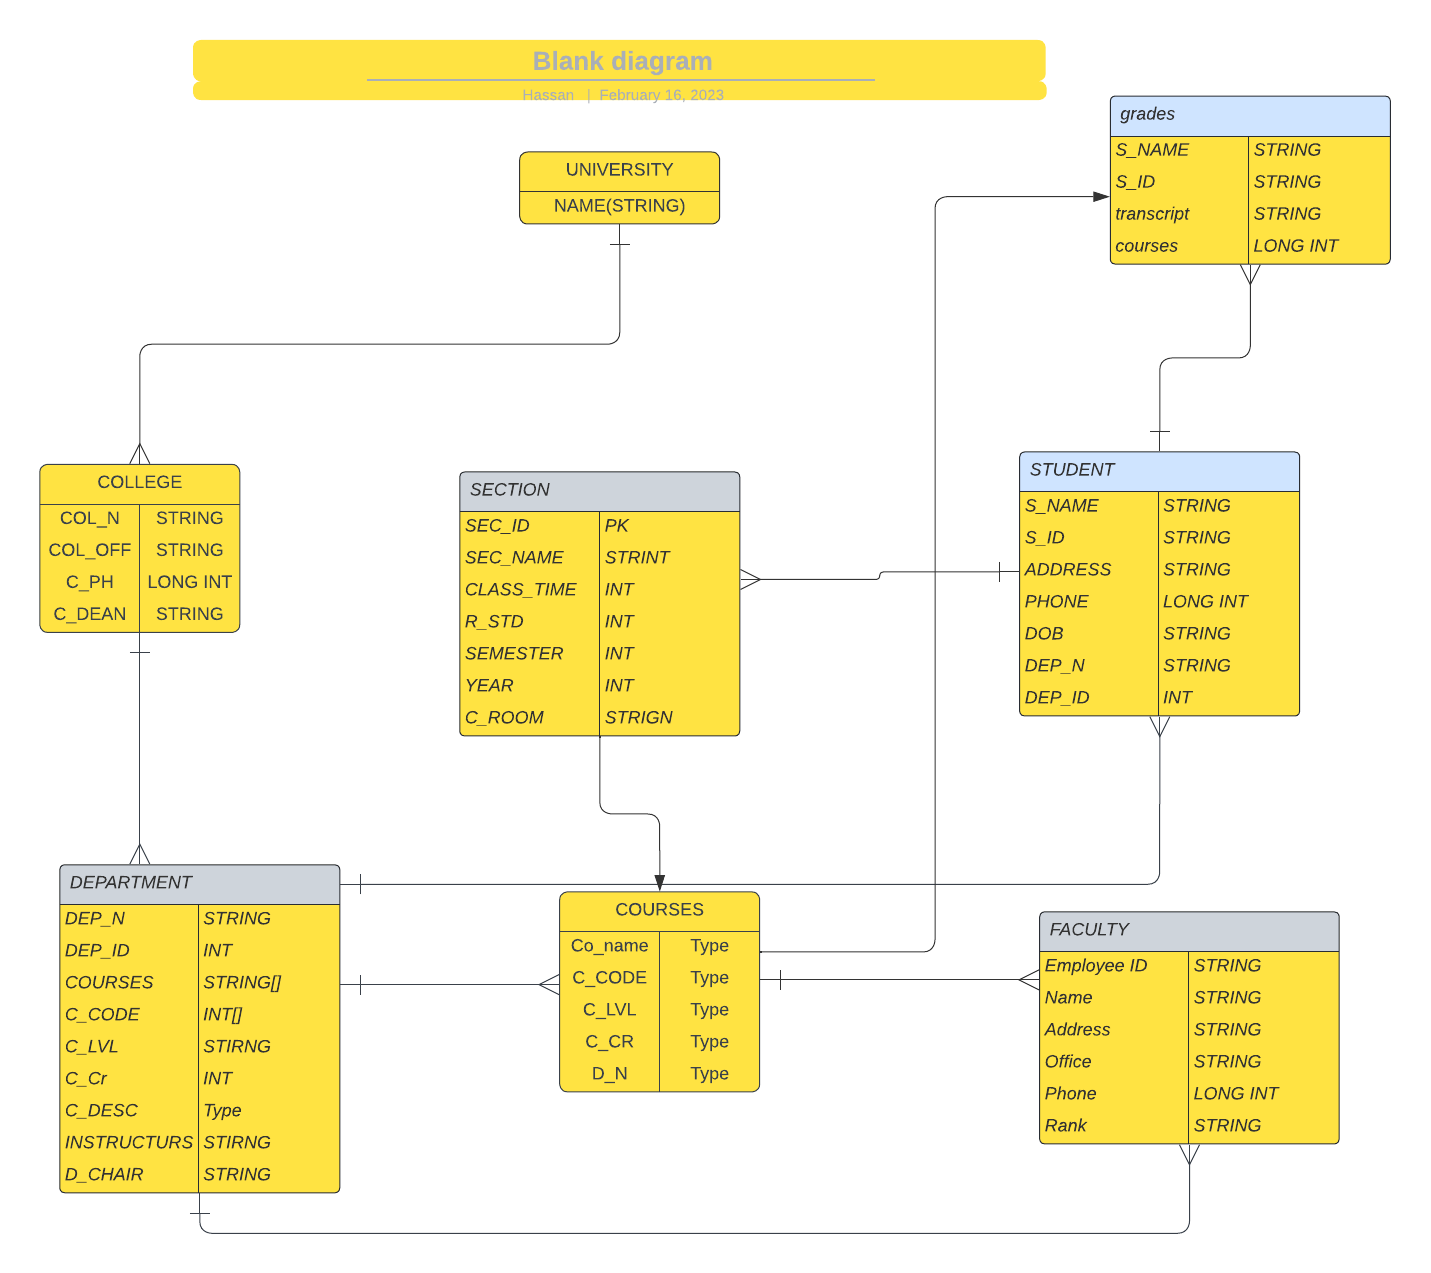 Blank diagram
Hassan | February 16, 2023
grades
S_NAME STRING
S_ID STRING
transcript STRING
courses LONG INT
UNIVERSITY
NAME(STRING)
COLLEGE
COL_N STRING
COL_OFF STRING
C_PH LONG INT
C_DEAN STRING
SECTION
SEC_ID PK
SEC_NAME STRINT
CLASS_TIME INT
R_STD INT
SEMESTER INT
YEAR INT
C_ROOM STRIGN
STUDENT
S_NAME STRING
S_ID STRING
ADDRESS STRING
PHONE LONG INT
DOB STRING
DEP_N STRING
DEP_ID INT
DEPARTMENT
DEP_N STRING
DEP_ID INT
COURSES STRING[]
C_CODE INT[]
C_LVL STIRNG
C_Cr INT
C_DESC Type
INSTRUCTURS STIRNG
D_CHAIR STRING
COURSES
Co_name Type
C_CODE Type
C_LVL Type
C_CR Type
D_N Type
FACULTY
Employee ID STRING
Name STRING
Address STRING
Office STRING
Phone LONG INT
Rank STRING